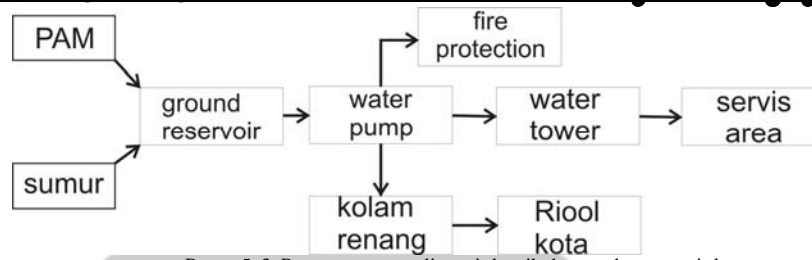 PAM
fire
protection
ground
reservoir
water
pump
water
tower
servis
area
sumur
kolam
renang
Riool
kota